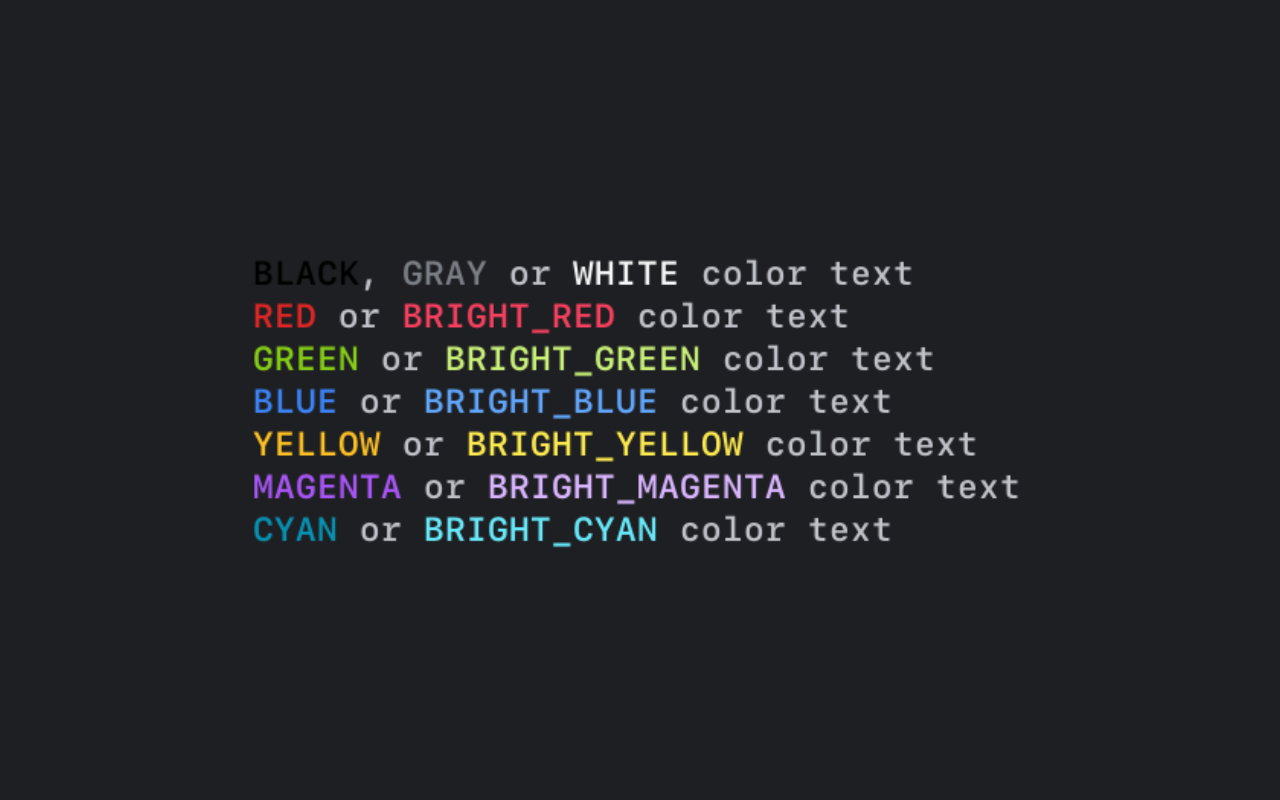 BLACK, GRAY or WHITE color text
RED or BRIGHT_RED color text
GREEN or BRIGHT_GREEN color text
BLUE or BRIGHT_BLUE color text
YELLOW or BRIGHT_YELLOW color text
MAGENTA or BRIGHT_MAGENTA color text
CYAN or BRIGHT_CYAN color text